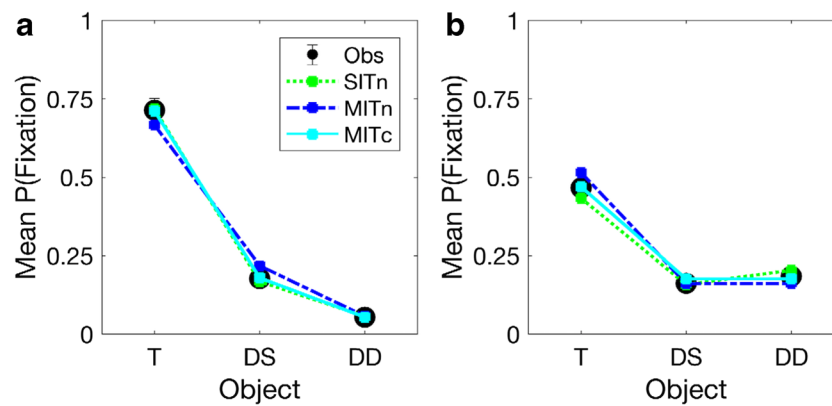 a
Mean P(Fixation)
1
0.75
0.5
0.25
0
Obs
SITn
MITn
MITc
T DS DD
Object
b
Mean P(Fixation)
1
0.75
0.5
0.25
0
T DS DD
Object